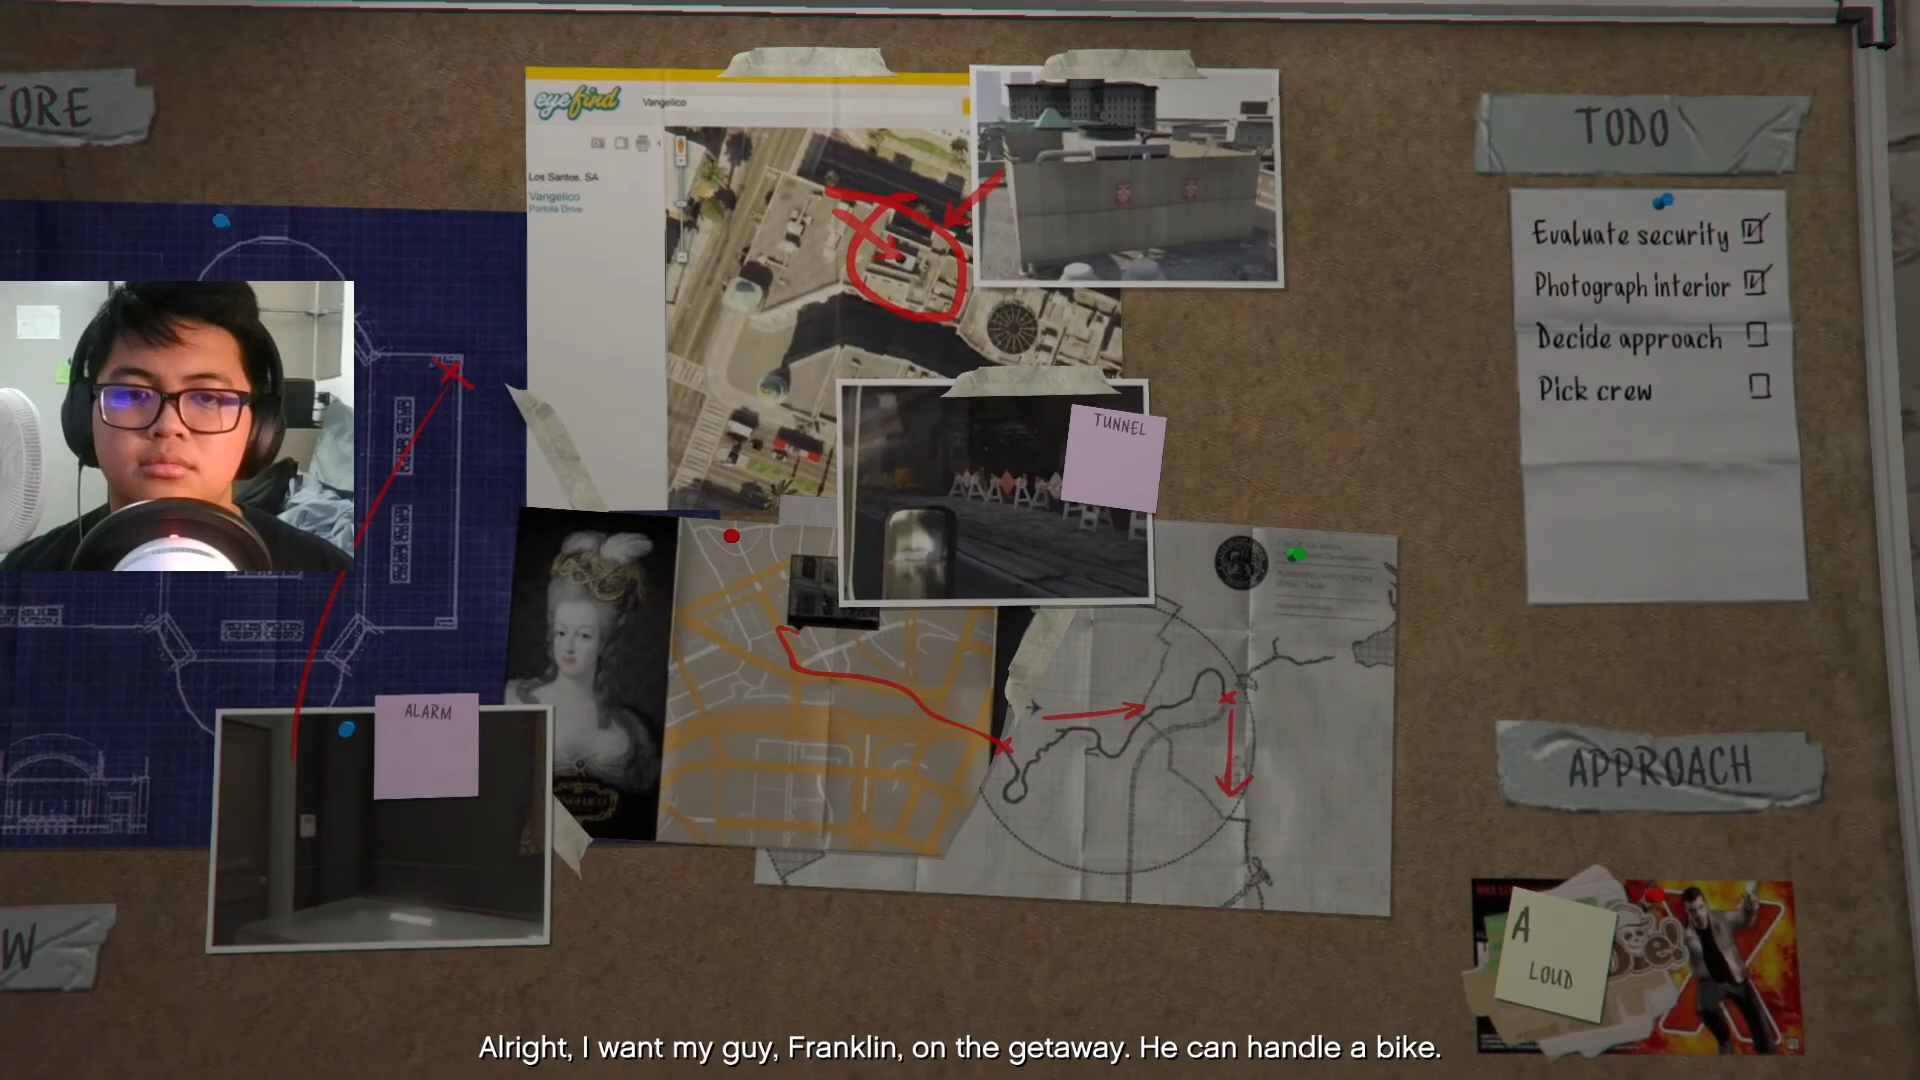 ORE
eyefind
Vangelico
Los Santos, SA
Vangelico
Portola Drive
TODO
Evaluate security
Photograph interior
Decide approach
Pick crew
TUNNEL
ALARM
APPROACH
W
A
LOUD
Die!
Alright, I want my guy, Franklin, on the getaway. He can handle a bike.